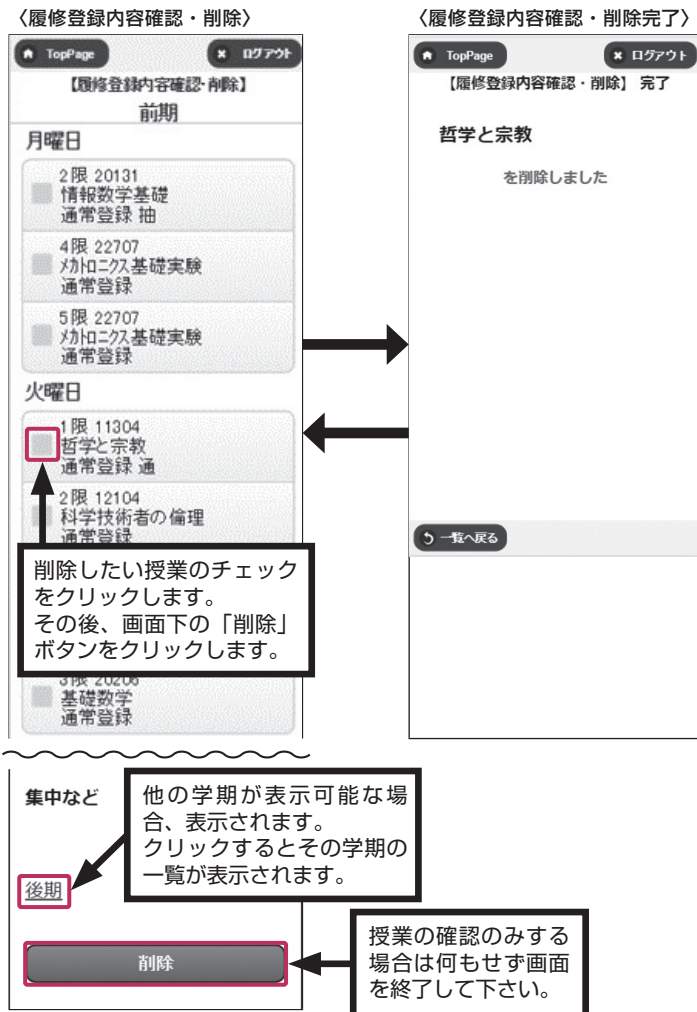 〈履修登録内容確認・削除〉
TopPage
ログアウト
【履修登録内容確認・削除】
前期
月曜日
2限 20131
情報数学基礎
通常登録 抽
4限 22707
メカトロニクス基礎実験
通常登録
5限 22707
メカトロニクス基礎実験
通常登録
火曜日
1限 11304
哲学と宗教
通常登録 通
2限 12104
科学技術者の倫理
通常登録
削除したい授業のチェック
をクリックします。
その後、画面下の「削除」
ボタンをクリックします。
3限 20206
基礎数学
通常登録
集中など
他の学期が表示可能な場
合、表示されます。
クリックするとその学期の
一覧が表示されます。
後期
削除
授業の確認のみする
場合は何もせず画面
を終了して下さい。
〈履修登録内容確認・削除完了〉
TopPage
ログアウト
【履修登録内容確認・削除】 完了
哲学と宗教
を削除しました
一覧へ戻る